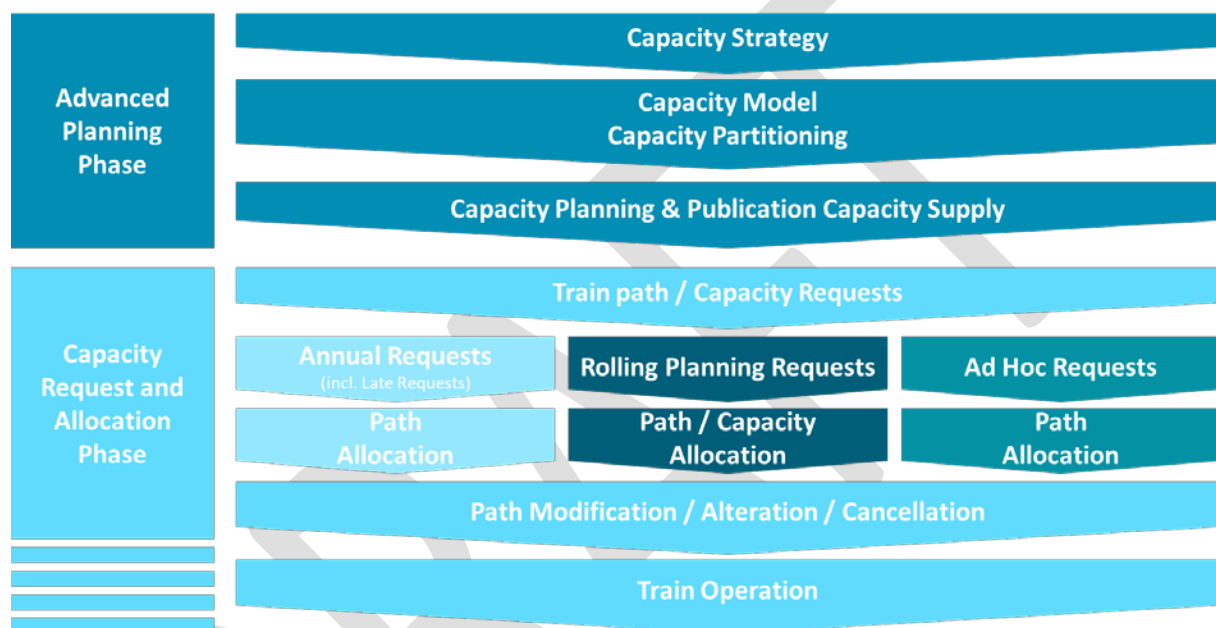 Advanced
Planning
Phase
Capacity Strategy
Capacity Model
Capacity Partitioning
Capacity Planning & Publication Capacity Supply
Capacity
Request and
Allocation
Phase
Train path / Capacity Requests
Annual Requests
(incl. Late Requests)
Rolling Planning Requests
Ad Hoc Requests
Path
Allocation
Path / Capacity
Allocation
Path
Allocation
Path Modification / Alteration / Cancellation
Train Operation